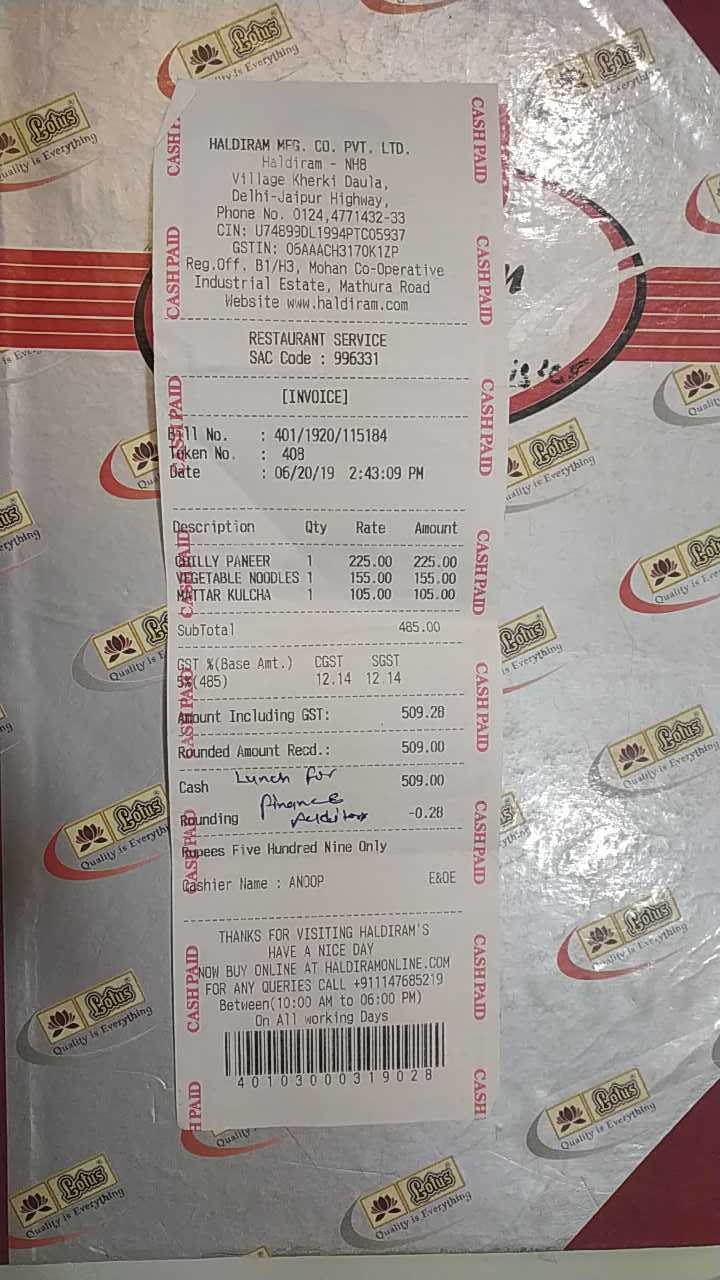 HALDIRAM MFG. CO. PVT. LTD.
Haldiram - NH8
Village Kherki Daula,
Delhi-Jaipur Highway,
Phone No. 0124,4771432-33
CIN: U74899DL1994PTC05937
GSTIN: 06AAACH3170K1ZP
Reg.Off. B1/H3, Mohan Co-Operative
Industrial Estate, Mathura Road
Website www.haldiram.com
RESTAURANT SERVICE
SAC Code : 996331
[INVOICE]
Bill No. : 401/1920/115184
Token No. : 408
Date : 06/20/19 2:43:09 PM
Description Qty Rate Amount
CHILLY PANEER 1 225.00 225.00
VEGETABLE NOODLES 1 155.00 155.00
MATTAR KULCHA 1 105.00 105.00
SubTotal 485.00
GST %(Base Amt.) CGST SGST
5%(485) 12.14 12.14
Amount Including GST: 509.28
Rounded Amount Recd.: 509.00
Cash 509.00
Lunch for
Finance
Auditor
Rounding -0.28
Rupees Five Hundred Nine Only
Cashier Name : ANOOP E&OE
THANKS FOR VISITING HALDIRAM'S
HAVE A NICE DAY
NOW BUY ONLINE AT HALDIRAMONLINE.COM
FOR ANY QUERIES CALL +911147685219
Between(10:00 AM to 06:00 PM)
On All working Days
40103000319028
CASH PAID
Lotus
Quality is Everything